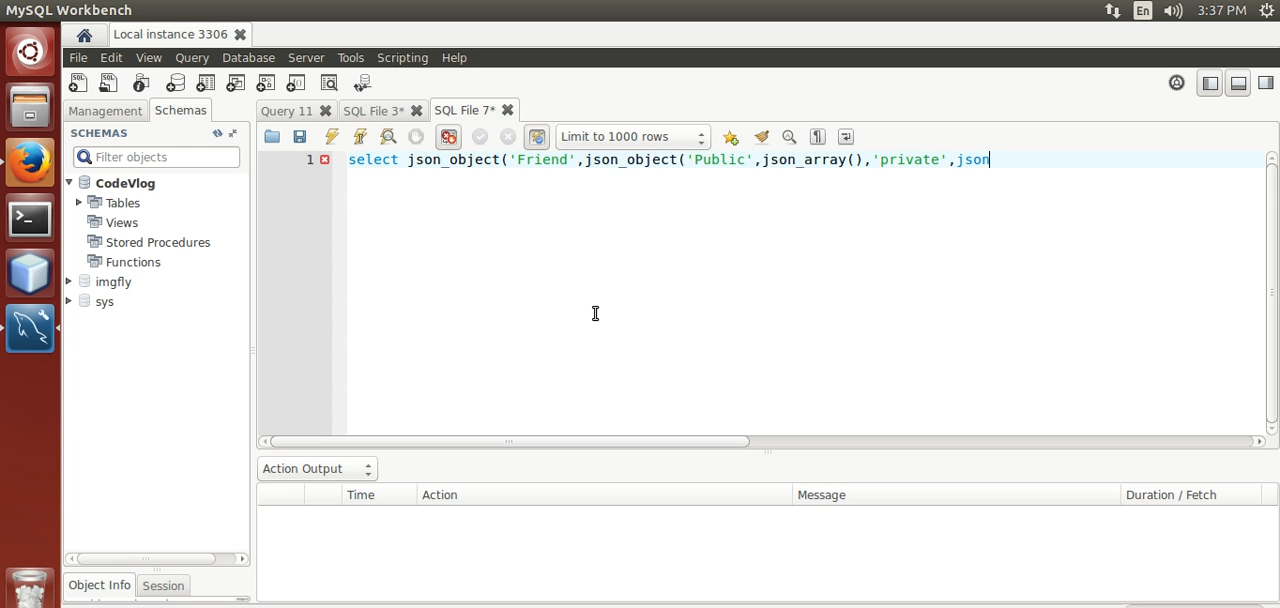 MySQL Workbench
En
3:37 PM
Local instance 3306
File Edit View Query Database Server Tools Scripting Help
Management Schemas
Query 11 SQL File 3* SQL File 7*
SCHEMAS
Limit to 1000 rows
Filter objects
1 select json_object('Friend',json_object('Public',json_array(),'private',json
CodeVlog
Tables
Views
Stored Procedures
Functions
imgfly
sys
Action Output
Time Action Message Duration / Fetch
Object Info Session